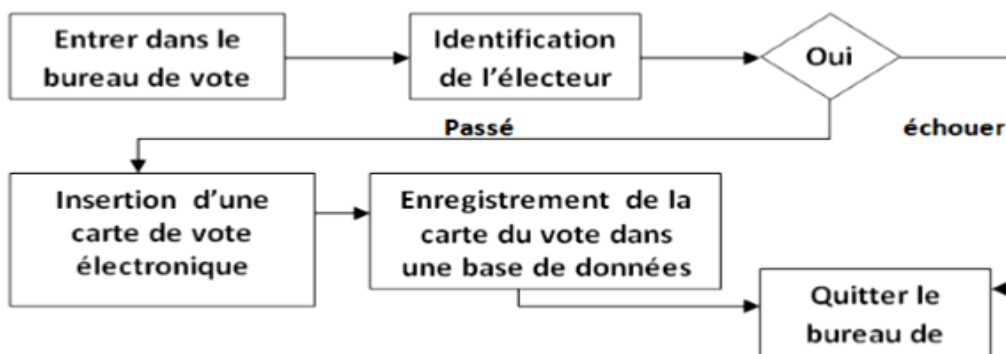 Entrer dans le
bureau de vote
Identification
de l’électeur
Oui
Passé
échouer
Insertion d’une
carte de vote
électronique
Enregistrement de la
carte du vote dans
une base de données
Quitter le
bureau de